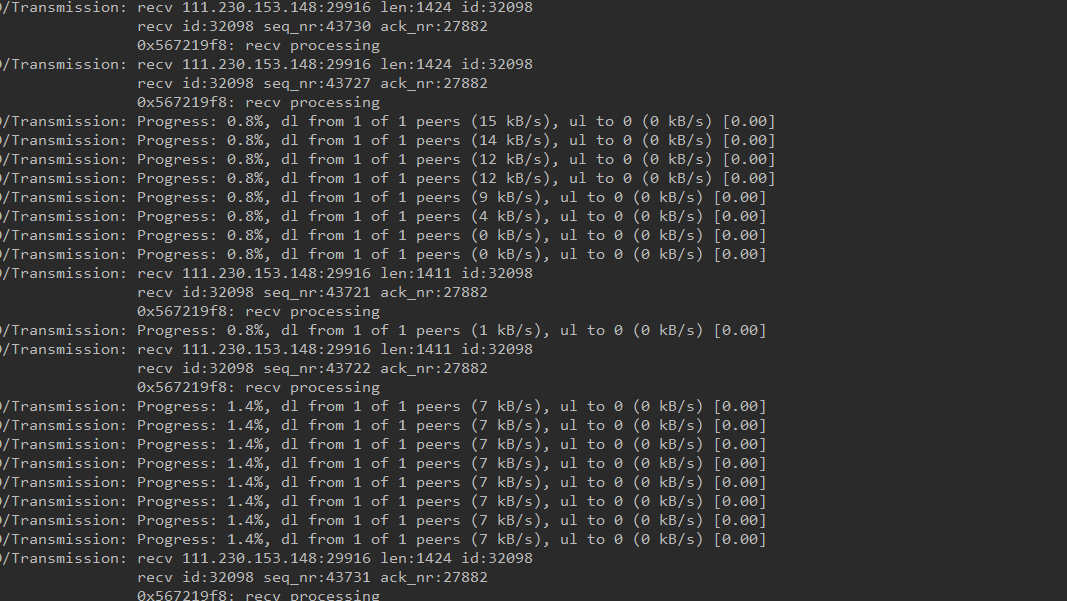 /Transmission: recv 111.230.153.148:29916 len:1424 id:32098
recv id:32098 seq_nr:43730 ack_nr:27882
0x567219f8: recv processing
/Transmission: recv 111.230.153.148:29916 len:1424 id:32098
recv id:32098 seq_nr:43727 ack_nr:27882
0x567219f8: recv processing
/Transmission: Progress: 0.8%, dl from 1 of 1 peers (15 kB/s), ul to 0 (0 kB/s) [0.00]
/Transmission: Progress: 0.8%, dl from 1 of 1 peers (14 kB/s), ul to 0 (0 kB/s) [0.00]
/Transmission: Progress: 0.8%, dl from 1 of 1 peers (12 kB/s), ul to 0 (0 kB/s) [0.00]
/Transmission: Progress: 0.8%, dl from 1 of 1 peers (12 kB/s), ul to 0 (0 kB/s) [0.00]
/Transmission: Progress: 0.8%, dl from 1 of 1 peers (9 kB/s), ul to 0 (0 kB/s) [0.00]
/Transmission: Progress: 0.8%, dl from 1 of 1 peers (4 kB/s), ul to 0 (0 kB/s) [0.00]
/Transmission: Progress: 0.8%, dl from 1 of 1 peers (0 kB/s), ul to 0 (0 kB/s) [0.00]
/Transmission: Progress: 0.8%, dl from 1 of 1 peers (0 kB/s), ul to 0 (0 kB/s) [0.00]
/Transmission: recv 111.230.153.148:29916 len:1411 id:32098
recv id:32098 seq_nr:43721 ack_nr:27882
0x567219f8: recv processing
/Transmission: Progress: 0.8%, dl from 1 of 1 peers (1 kB/s), ul to 0 (0 kB/s) [0.00]
/Transmission: recv 111.230.153.148:29916 len:1411 id:32098
recv id:32098 seq_nr:43722 ack_nr:27882
0x567219f8: recv processing
/Transmission: Progress: 1.4%, dl from 1 of 1 peers (7 kB/s), ul to 0 (0 kB/s) [0.00]
/Transmission: Progress: 1.4%, dl from 1 of 1 peers (7 kB/s), ul to 0 (0 kB/s) [0.00]
/Transmission: Progress: 1.4%, dl from 1 of 1 peers (7 kB/s), ul to 0 (0 kB/s) [0.00]
/Transmission: Progress: 1.4%, dl from 1 of 1 peers (7 kB/s), ul to 0 (0 kB/s) [0.00]
/Transmission: Progress: 1.4%, dl from 1 of 1 peers (7 kB/s), ul to 0 (0 kB/s) [0.00]
/Transmission: Progress: 1.4%, dl from 1 of 1 peers (7 kB/s), ul to 0 (0 kB/s) [0.00]
/Transmission: Progress: 1.4%, dl from 1 of 1 peers (7 kB/s), ul to 0 (0 kB/s) [0.00]
/Transmission: Progress: 1.4%, dl from 1 of 1 peers (7 kB/s), ul to 0 (0 kB/s) [0.00]
/Transmission: recv 111.230.153.148:29916 len:1424 id:32098
recv id:32098 seq_nr:43731 ack_nr:27882
0x567219f8: recv processing